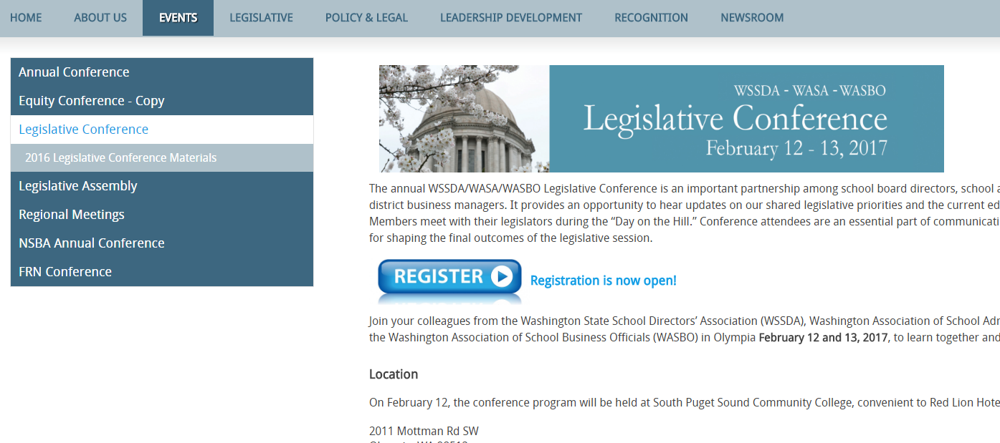 HOME ABOUT US EVENTS LEGISLATIVE POLICY & LEGAL LEADERSHIP DEVELOPMENT RECOGNITION NEWSROOM
Annual Conference
Equity Conference - Copy
Legislative Conference
2016 Legislative Conference Materials
Legislative Assembly
Regional Meetings
NSBA Annual Conference
FRN Conference
WSSDA - WASA - WASBO
Legislative Conference
February 12 - 13, 2017
The annual WSSDA/WASA/WASBO Legislative Conference is an important partnership among school board directors, school
district business managers. It provides an opportunity to hear updates on our shared legislative priorities and the current ed
Members meet with their legislators during the “Day on the Hill.” Conference attendees are an essential part of communicati
for shaping the final outcomes of the legislative session.
REGISTER Registration is now open!
Join your colleagues from the Washington State School Directors’ Association (WSSDA), Washington Association of School Adm
the Washington Association of School Business Officials (WASBO) in Olympia February 12 and 13, 2017, to learn together and
Location
On February 12, the conference program will be held at South Puget Sound Community College, convenient to Red Lion Hote
2011 Mottman Rd SW